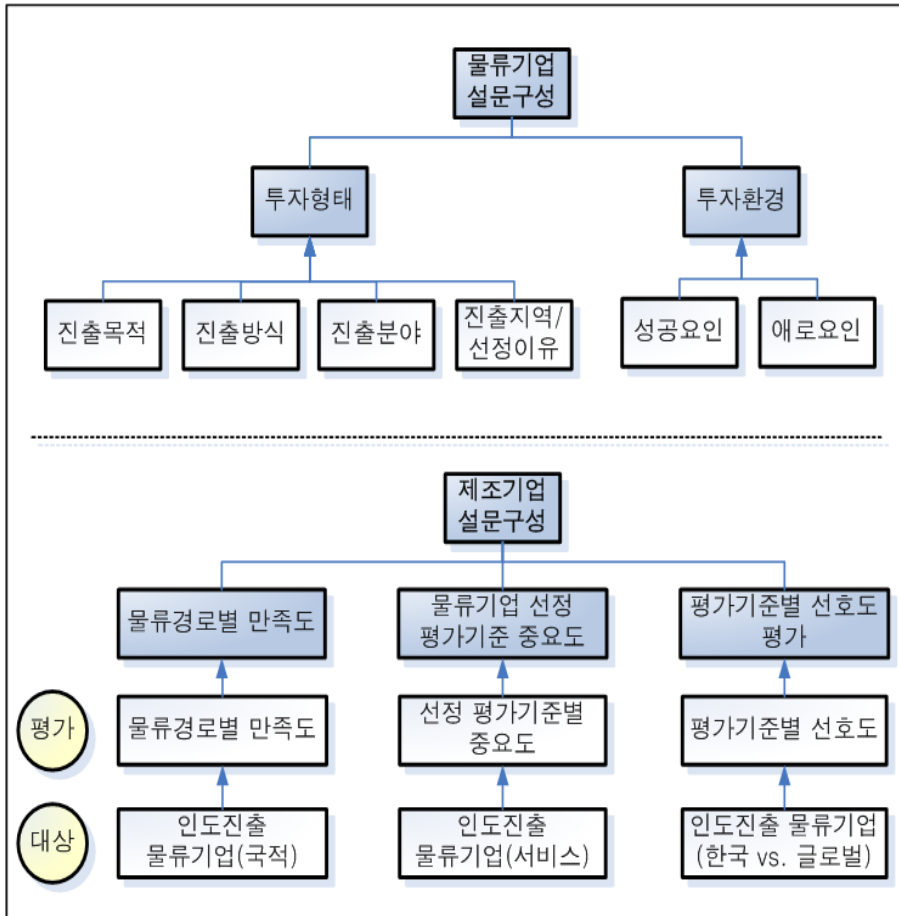 물류기업
설문구성
투자형태
투자환경
진출목적
진출방식
진출분야
진출지역/
선정이유
성공요인
애로요인
제조기업
설문구성
물류경로별 만족도
물류기업 선정
평가기준 중요도
평가기준별 선호도
평가
평가
물류경로별 만족도
선정 평가기준별
중요도
평가기준별 선호도
대상
인도진출
물류기업(국적)
인도진출
물류기업(서비스)
인도진출 물류기업
(한국 vs. 글로벌)